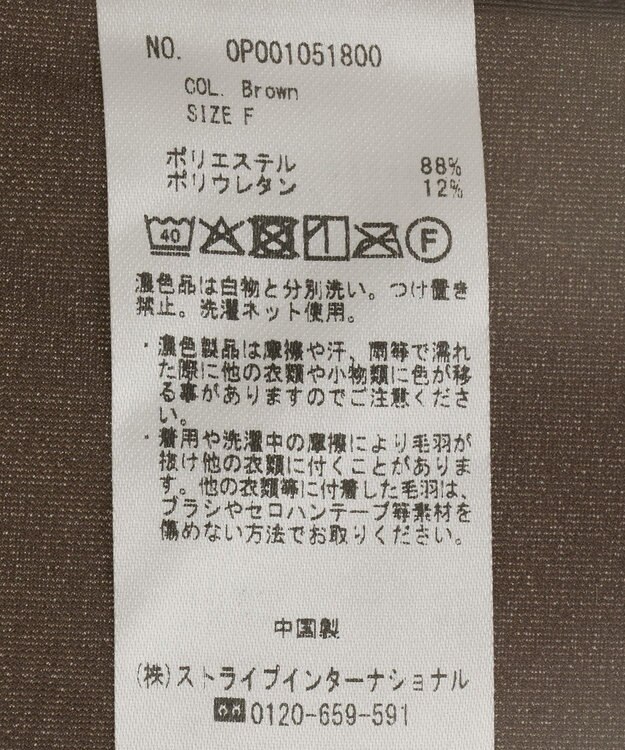 NO. OP001051800
COL. Brown
SIZE F
ポリエステル 88%
ポリウレタン 12%
40 F
濃色品は白物と分別洗い。つけ置き
禁止。洗濯ネット使用。
・濃色製品は摩擦や汗、雨等で濡れ
た際に他の衣類や小物類に色が移
る事がありますのでご注意くださ
い。
・着用や洗濯中の摩擦により毛羽が
抜け他の衣類に付くことがありま
す。他の衣類等に付着した毛羽は、
ブラシやセロハンテープ等素材を
傷めない方法でお取りください。
中国製
(株)ストライプインターナショナル
0120-659-591